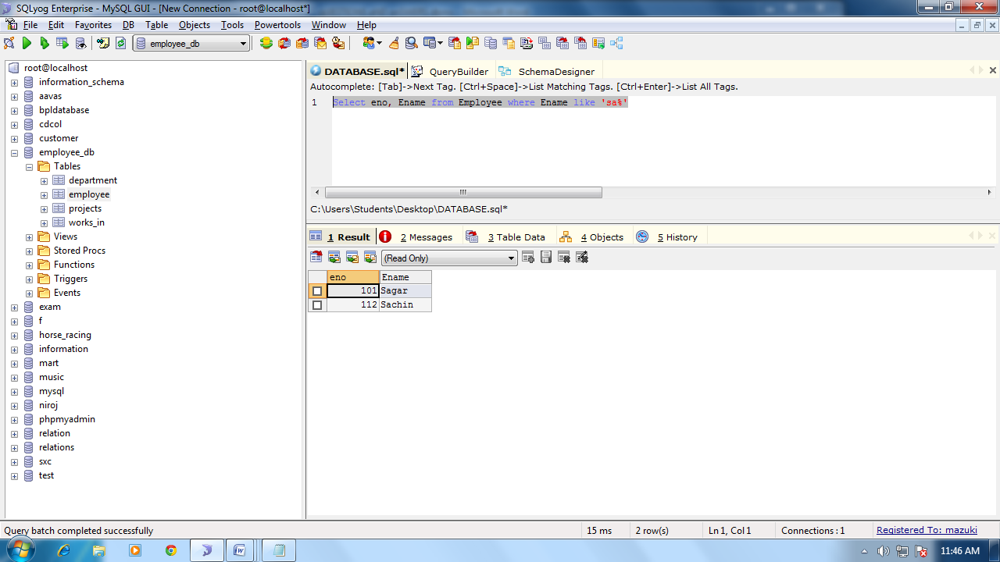 SQLyog Enterprise - MySQL GUI - [New Connection - root@localhost*]
File Edit Favorites DB Table Objects Tools Powertools Window Help
employee_db
root@localhost
information_schema
aavas
bpldatabase
cdcol
customer
employee_db
Tables
department
employee
projects
works_in
Views
Stored Procs
Functions
Triggers
Events
exam
f
horse_racing
information
mart
music
mysql
niroj
phpmyadmin
relation
relations
sxc
test
DATABASE.sql* QueryBuilder SchemaDesigner
Autocomplete: [Tab]->Next Tag. [Ctrl+Space]->List Matching Tags. [Ctrl+Enter]->List All Tags.
1 Select eno, Ename from Employee where Ename like 'sa%'
C:\Users\Students\Desktop\DATABASE.sql*
1 Result 2 Messages 3 Table Data 4 Objects 5 History
(Read Only)
eno Ename
101 Sagar
112 Sachin
Query batch completed successfully 15 ms 2 row(s) Ln 1, Col 1 Connections : 1 Registered To: mazuki
11:46 AM